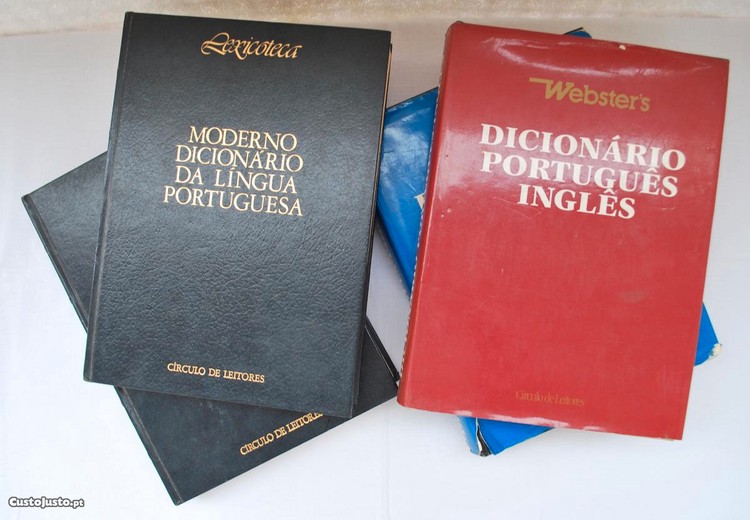 Lexicoteca
MODERNO
DICIONÁRIO
DA LÍNGUA
PORTUGUESA
CÍRCULO DE LEITORES
CÍRCULO DE LEITORES
Webster's
DICIONÁRIO
PORTUGUÊS
INGLÊS
Círculo de Leitores
CustoJusto.pt